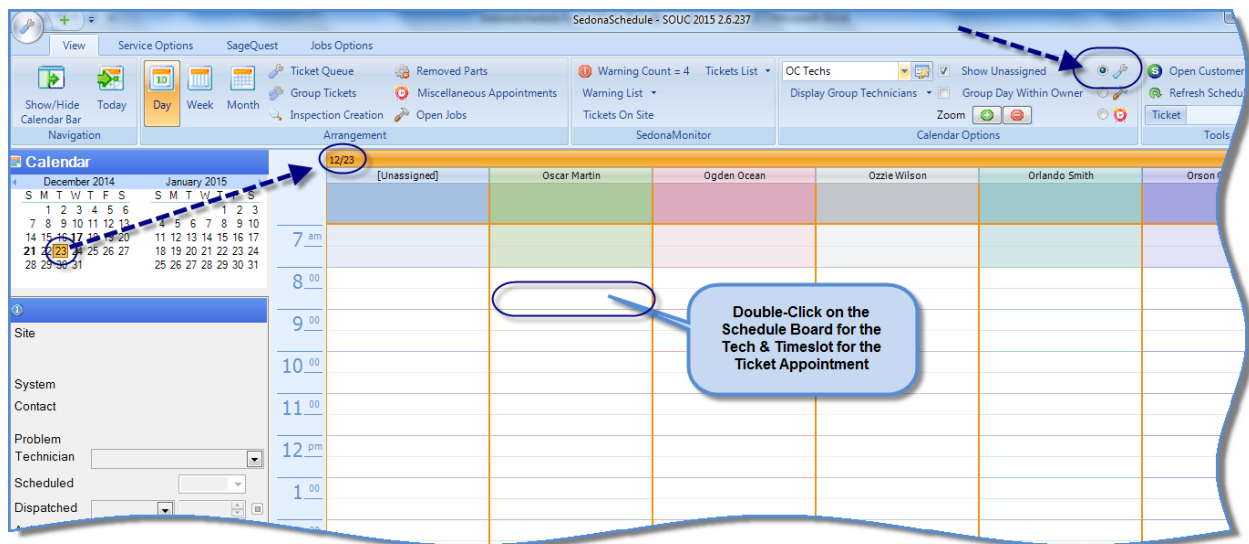 SedonaSchedule - SOUC 2015 2.6.237
View Service Options SageQuest Jobs Options
Show/Hide Calendar Bar
Today
Navigation
10
Day Week Month
Ticket Queue Removed Parts
Group Tickets Miscellaneous Appointments
Inspection Creation Open Jobs
Arrangement
Warning Count = 4 Tickets List
Warning List
Tickets On Site
SedonaMonitor
OC Techs Show Unassigned
Display Group Technicians Group Day Within Owner
Zoom
Calendar Options
Open Customer
Refresh Schedu
Ticket
Tools
Calendar
December 2014 January 2015
S M T W T F S S M T W T F S
1 2 3 4 5 6 1 2 3
7 8 9 10 11 12 13 4 5 6 7 8 9 10
14 15 16 17 18 19 20 11 12 13 14 15 16 17
21 22 23 24 25 26 27 18 19 20 21 22 23 24
28 29 30 31 25 26 27 28 29 30 31
12/23
[Unassigned] Oscar Martin Ogden Ocean Ozzie Wilson Orlando Smith Orson
7 am
8 00
9 00
10 00
11 00
12 pm
1 00
Double-Click on the
Schedule Board for the
Tech & Timeslot for the
Ticket Appointment
Site
System
Contact
Problem
Technician
Scheduled
Dispatched